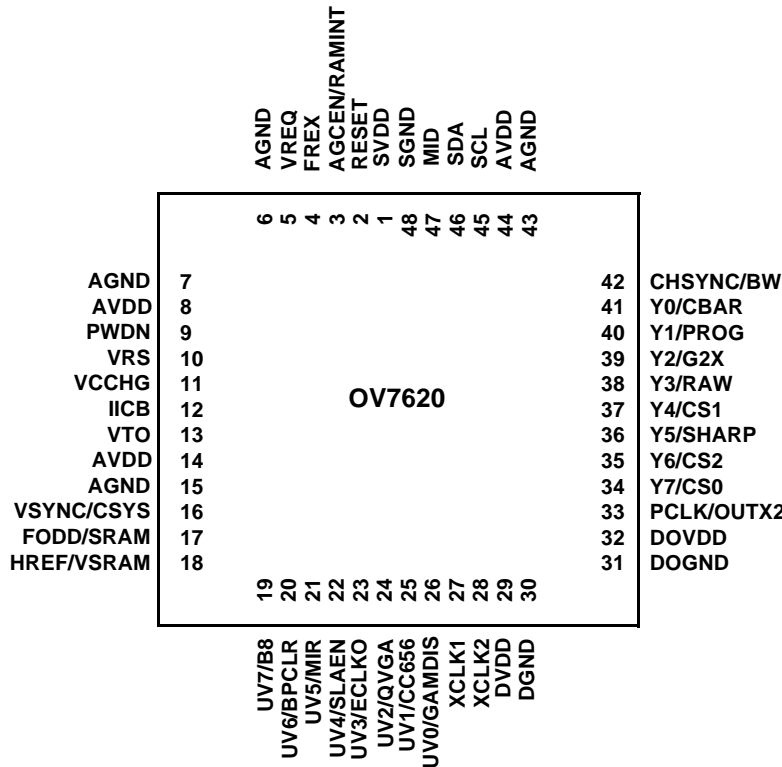 AGND
VREQ
FREX
AGCEN/RAMINT
RESET
SVDD
SGND
MID
SDA
SCL
AVDD
AGND
6
5
4
3
2
1
48
47
46
45
44
43
AGND 7
AVDD 8
PWDN 9
VRS 10
VCCHG 11
IICB 12
VTO 13
AVDD 14
AGND 15
VSYNC/CSYS 16
FODD/SRAM 17
HREF/VSRAM 18
OV7620
42 CHSYNC/BW
41 Y0/CBAR
40 Y1/PROG
39 Y2/G2X
38 Y3/RAW
37 Y4/CS1
36 Y5/SHARP
35 Y6/CS2
34 Y7/CS0
33 PCLK/OUTX2
32 DOVDD
31 DOGND
19
20
21
22
23
24
25
26
27
28
29
30
UV7/B8
UV6/BPCLR
UV5/MIR
UV4/SLAEN
UV3/ECLKO
UV2/QVGA
UV1/CC656
UV0/GAMDIS
XCLK1
XCLK2
DVDD
DGND